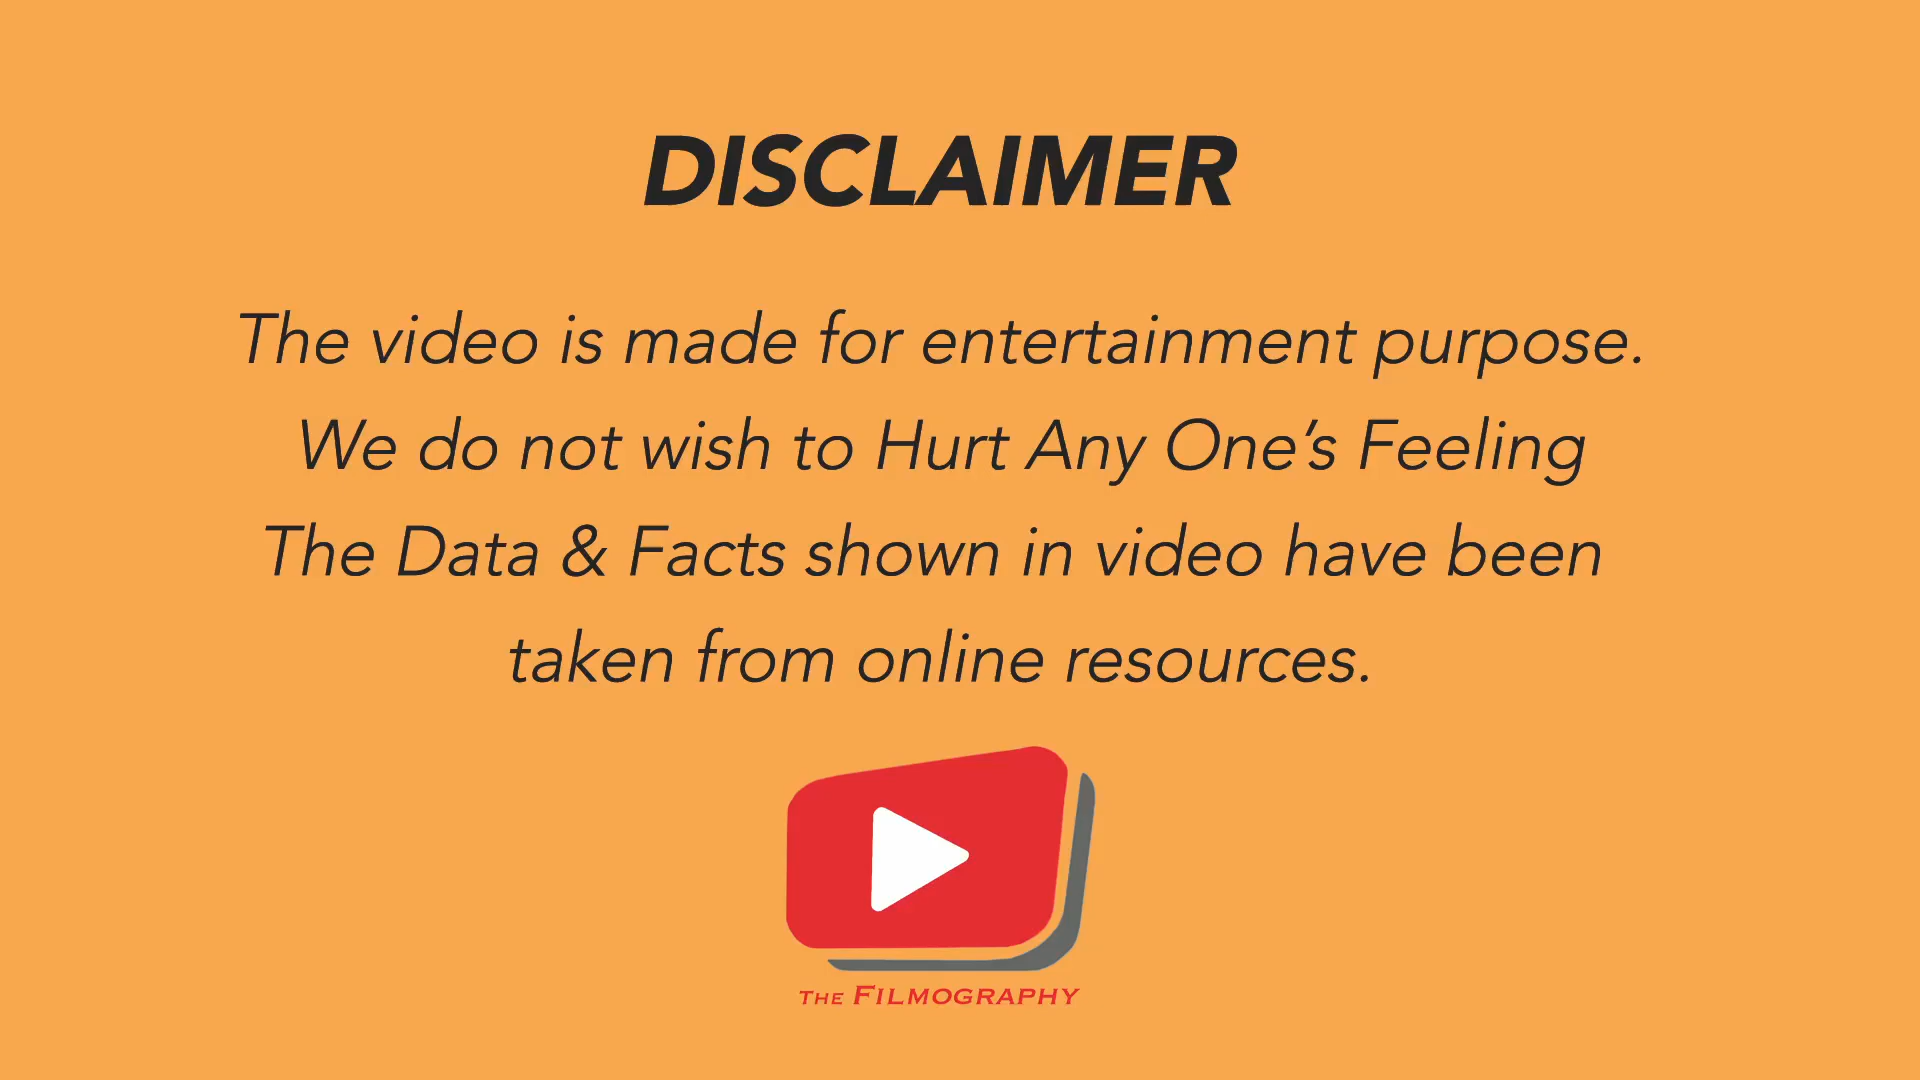 DISCLAIMER
The video is made for entertainment purpose.
We do not wish to Hurt Any One’s Feeling
The Data & Facts shown in video have been
taken from online resources.
THE FILMOGRAPHY